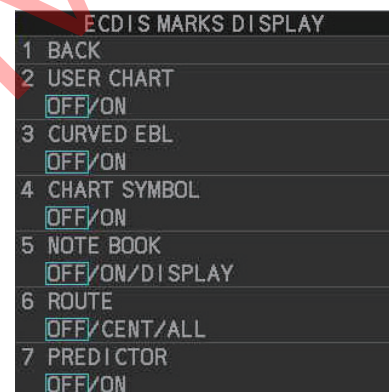 ECDIS MARKS DISPLAY
1 BACK
2 USER CHART
OFF/ON
3 CURVED EBL
OFF/ON
4 CHART SYMBOL
OFF/ON
5 NOTE BOOK
OFF/ON/DISPLAY
6 ROUTE
OFF/CENT/ALL
7 PREDICTOR
OFF/ON